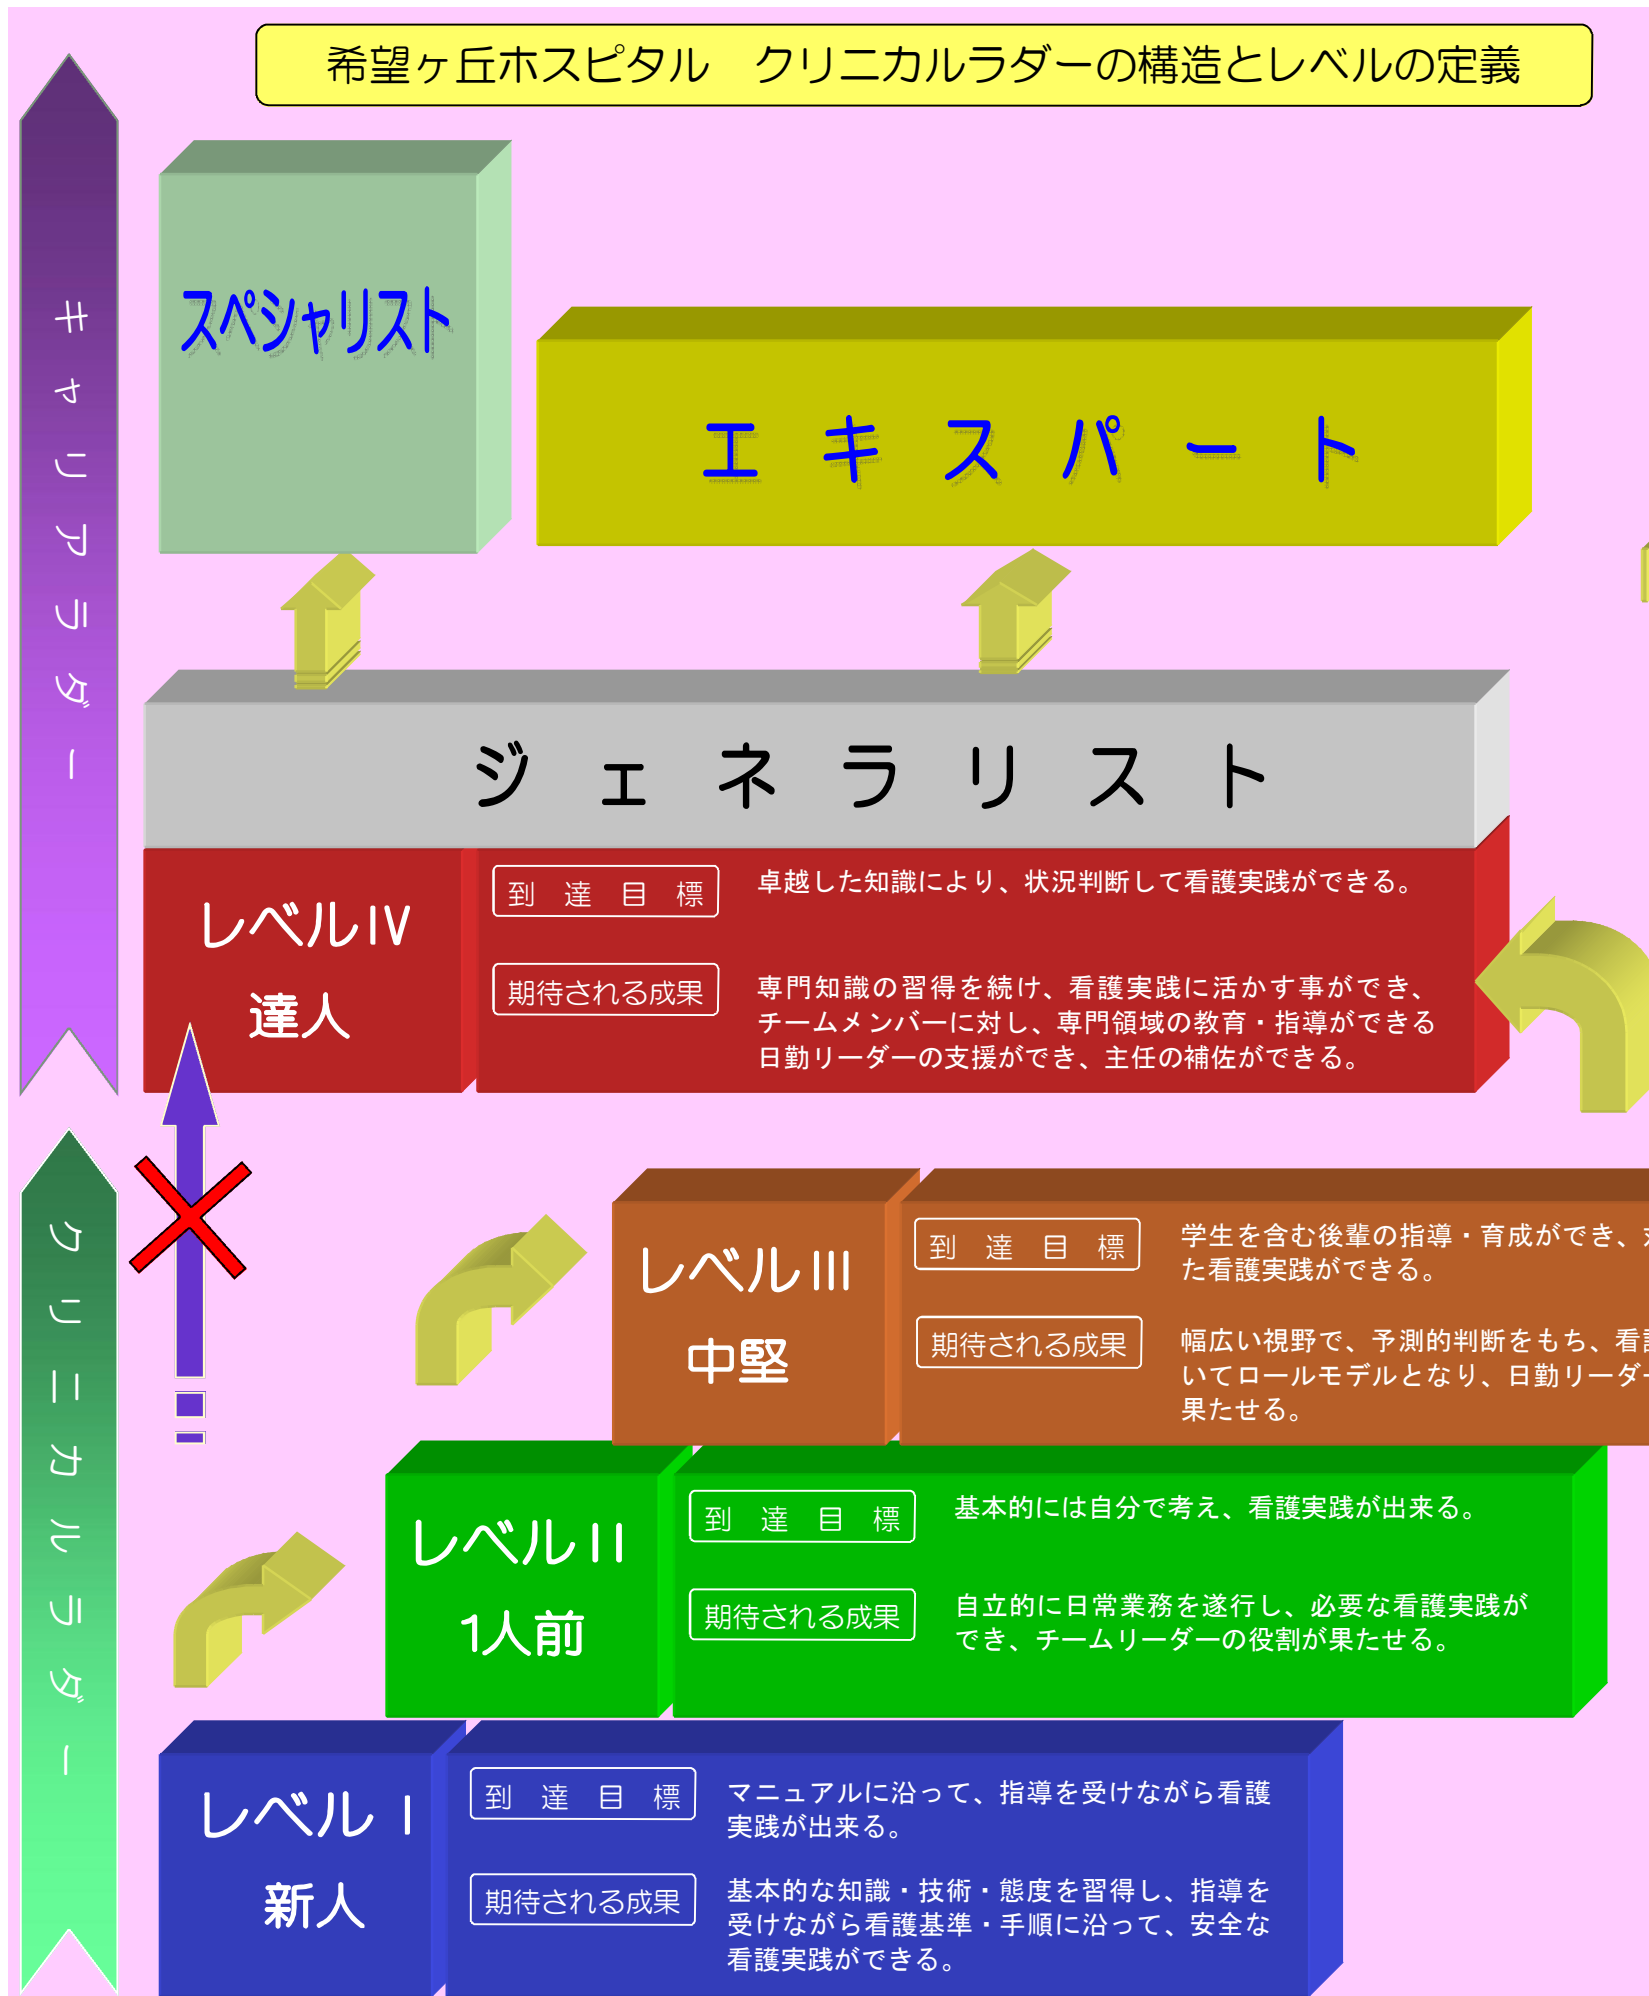 希望ヶ丘ホスピタル　クリニカルラダーの構造とレベルの定義
キャリアラダー
スペシャリスト
エキスパート
ジェネラリスト
レベルⅣ
達人
到達目標
卓越した知識により、状況判断して看護実践ができる。
期待される成果
専門知識の習得を続け、看護実践に活かす事ができ、
チームメンバーに対し、専門領域の教育・指導ができる
日勤リーダーの支援ができ、主任の補佐ができる。
クリニカルラダー
レベルⅢ
中堅
到達目標
学生を含む後輩の指導・育成ができ、
た看護実践ができる。
期待される成果
幅広い視野で、予測的判断をもち、看
いてロールモデルとなり、日勤リーダー
果たせる。
レベルⅡ
1人前
到達目標
基本的には自分で考え、看護実践が出来る。
期待される成果
自立的に日常業務を遂行し、必要な看護実践が
でき、チームリーダーの役割が果たせる。
レベルⅠ
新人
到達目標
マニュアルに沿って、指導を受けながら看護
実践が出来る。
期待される成果
基本的な知識・技術・態度を習得し、指導を
受けながら看護基準・手順に沿って、安全な
看護実践ができる。